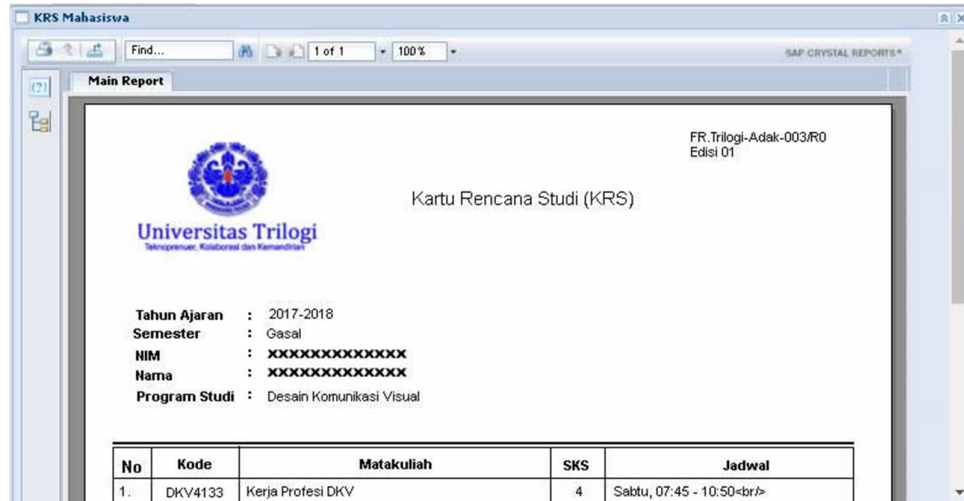 KRS Mahasiswa
Find... 1 of 1 100 % SAP CRYSTAL REPORTS®
Main Report
FR.Trilogi-Adak-003/R0
Edisi 01
Kartu Rencana Studi (KRS)
Universitas Trilogi
Teknoprenuer, Kolaborasi dan Kemandirian
Tahun Ajaran : 2017-2018
Semester : Gasal
NIM : XXXXXXXXXXXXX
Nama : XXXXXXXXXXXXX
Program Studi : Desain Komunikasi Visual
No Kode Matakuliah SKS Jadwal
1. DKV4133 Kerja Profesi DKV 4 Sabtu, 07:45 - 10:50<br/>